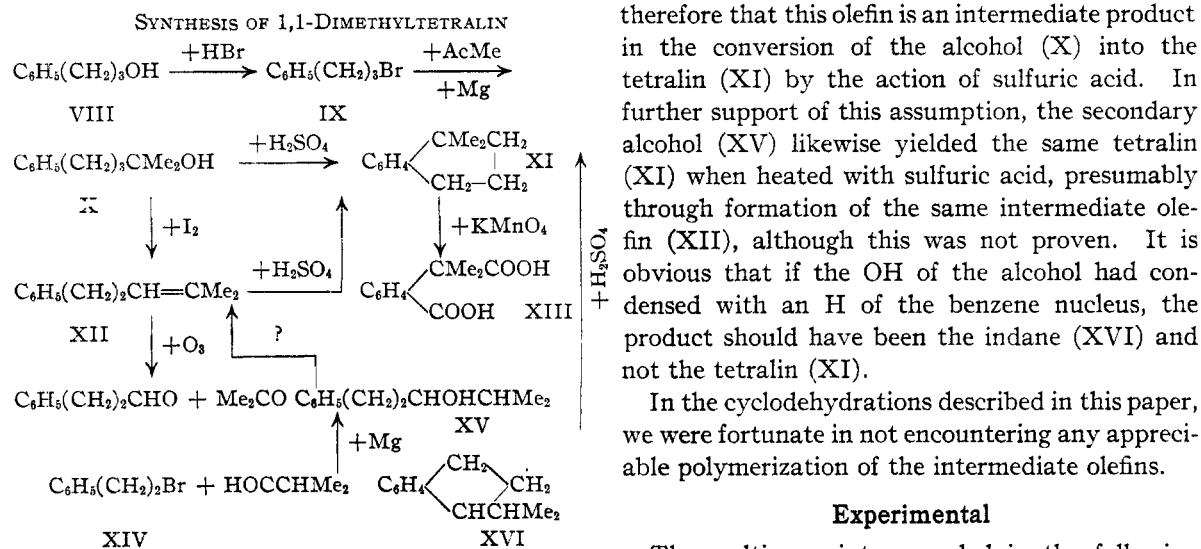 SYNTHESIS OF 1,1-DIMETHYLTETRALIN
+HBr +AcMe
C₆H₅(CH₂)₃OH ⟶ C₆H₅(CH₂)₃Br ⟶
+Mg
VIII IX
+H₂SO₄ CMe₂CH₂
C₆H₅(CH₂)₃CMe₂OH ⟶ C₆H₄ XI
CH₂—CH₂
X
+I₂ +KMnO₄
+H₂SO₄ CMe₂COOH
C₆H₅(CH₂)₂CH=CMe₂ ⟶ C₆H₄
COOH XIII
XII
+O₃ ?
+H₂SO₄
C₆H₅(CH₂)₂CHO + Me₂CO C₆H₅(CH₂)₂CHOHCHMe₂
XV
+Mg
CH₂
C₆H₅(CH₂)₂Br + HOCCHMe₂ C₆H₄ CH₂
CHCHMe₂
XIV XVI
therefore that this olefin is an intermediate product
in the conversion of the alcohol (X) into the
tetralin (XI) by the action of sulfuric acid. In
further support of this assumption, the secondary
alcohol (XV) likewise yielded the same tetralin
(XI) when heated with sulfuric acid, presumably
through formation of the same intermediate ole-
fin (XII), although this was not proven. It is
obvious that if the OH of the alcohol had con-
densed with an H of the benzene nucleus, the
product should have been the indane (XVI) and
not the tetralin (XI).
In the cyclodehydrations described in this paper,
we were fortunate in not encountering any appreci-
able polymerization of the intermediate olefins.
Experimental